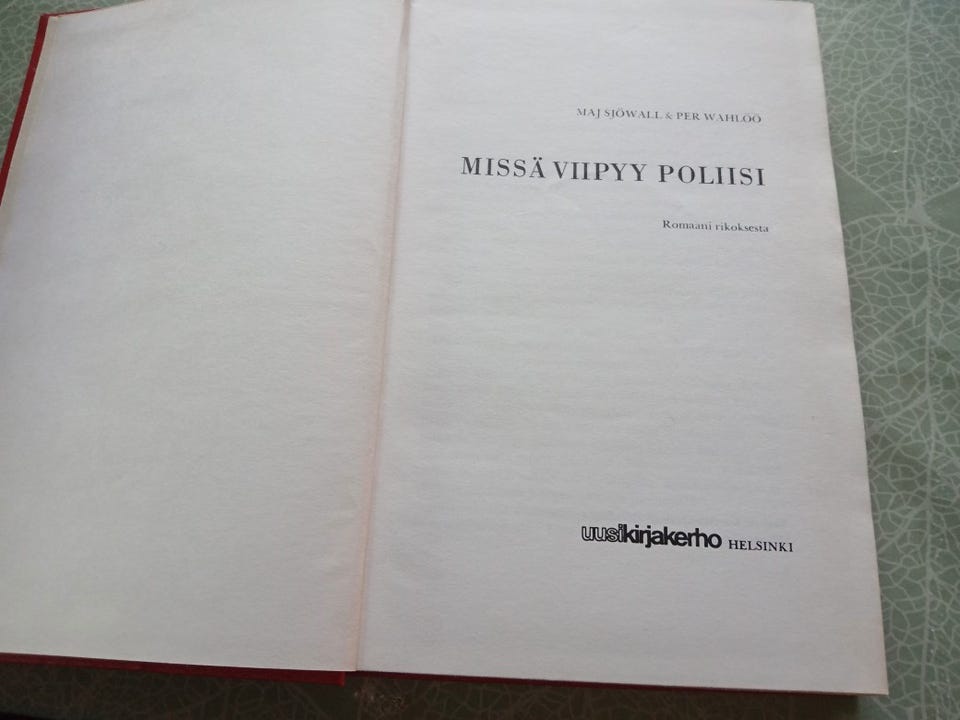 MAJ SJÖWALL & PER WAHLÖÖ
MISSÄ VIIPYY POLIISI
Romaani rikoksesta
uusikirjakerho HELSINKI